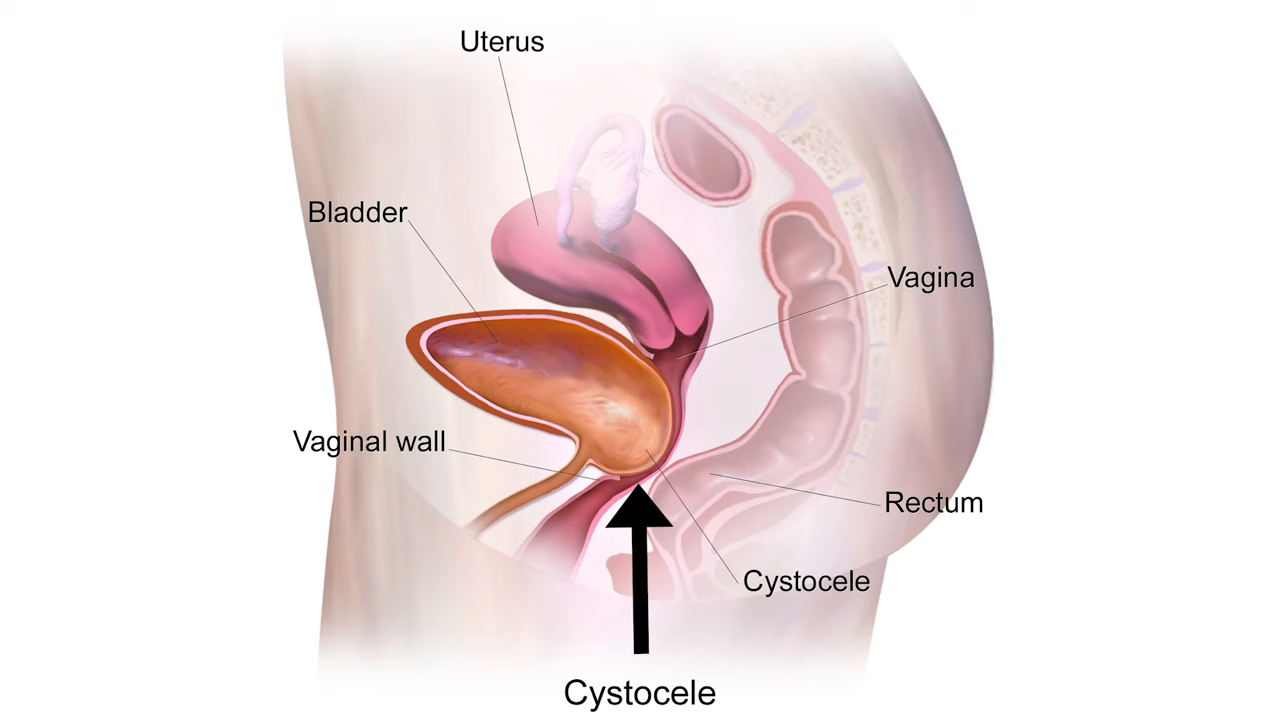 Uterus
Bladder
Vagina
Vaginal wall
Rectum
Cystocele
Cystocele